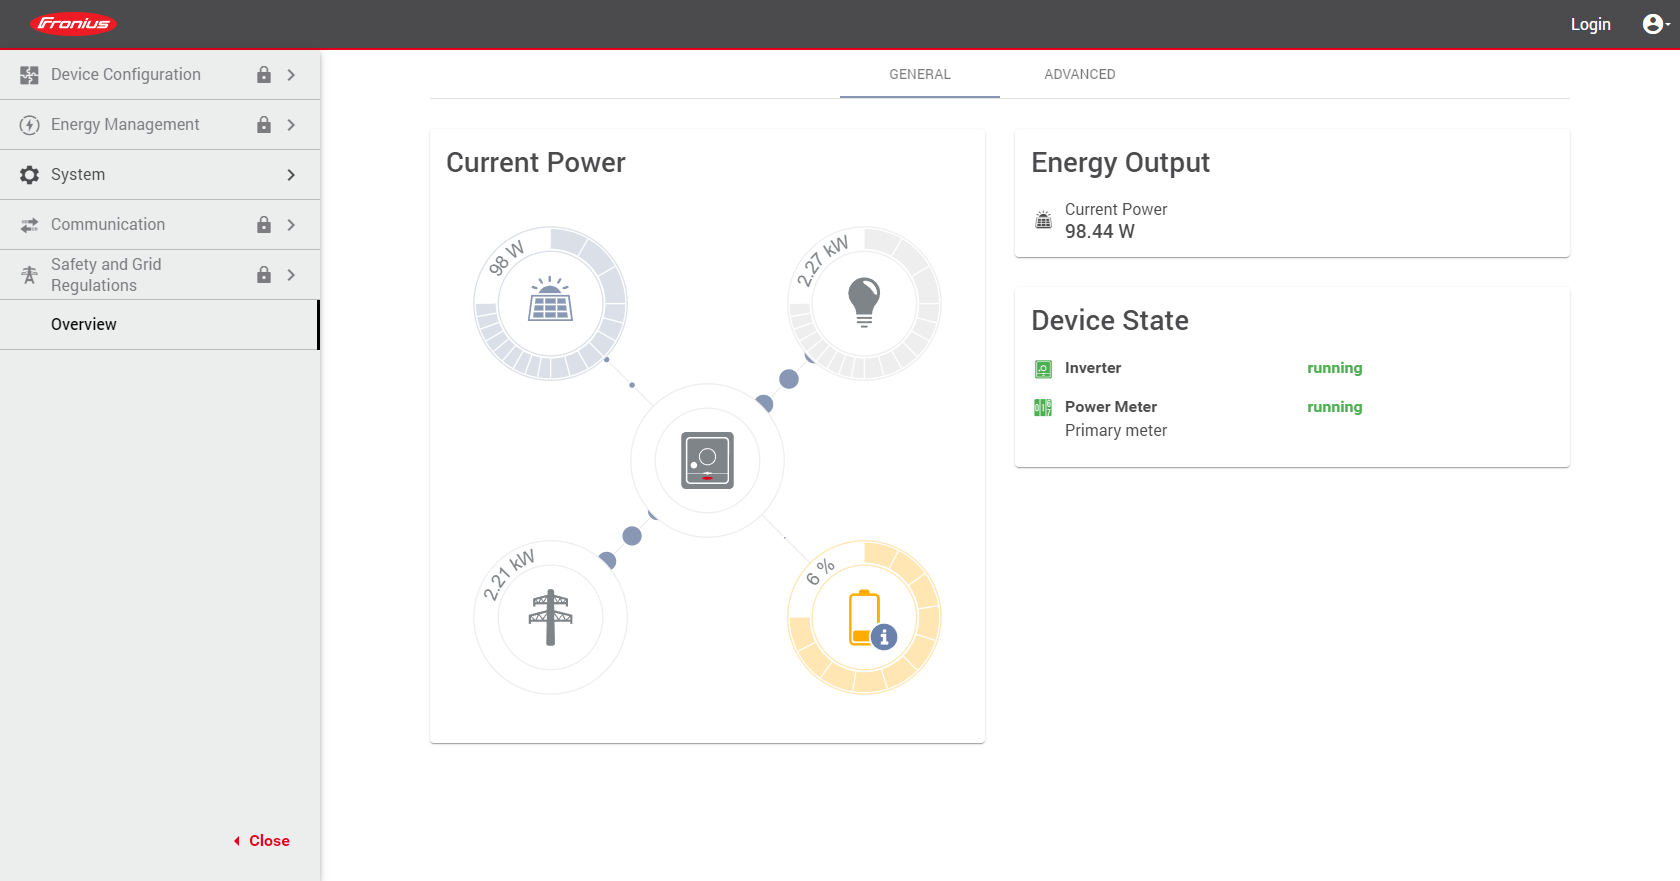 Fronius
Login
Device Configuration
Energy Management
System
Communication
Safety and Grid
Regulations
Overview
Close
GENERAL
ADVANCED
Current Power
98 W
2.27 kW
2.21 kW
6 %
i
Energy Output
Current Power
98.44 W
Device State
Inverter
running
Power Meter
running
Primary meter